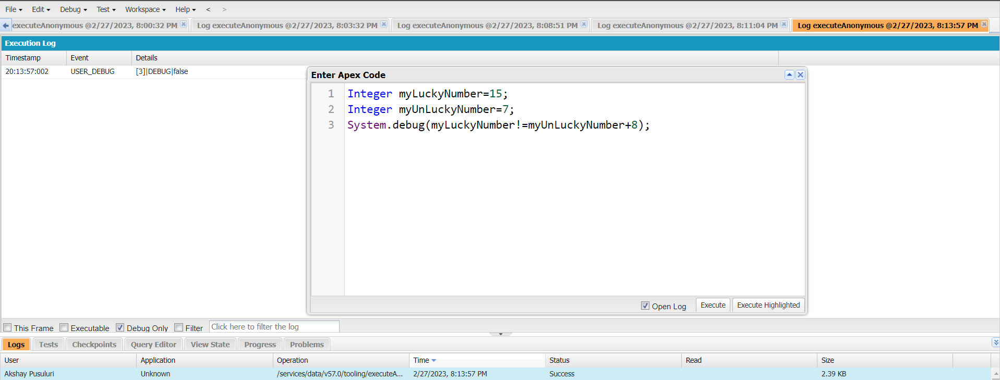 File Edit Debug Test Workspace Help < >
executeAnonymous @2/27/2023, 8:00:32 PM Log executeAnonymous @2/27/2023, 8:03:32 PM Log executeAnonymous @2/27/2023, 8:08:51 PM Log executeAnonymous @2/27/2023, 8:11:04 PM Log executeAnonymous @2/27/2023, 8:13:57 PM
Execution Log
Timestamp Event Details
20:13:57:002 USER_DEBUG [3]|DEBUG|false
Enter Apex Code
1 Integer myLuckyNumber=15;
2 Integer myUnLuckyNumber=7;
3 System.debug(myLuckyNumber!=myUnLuckyNumber+8);
Open Log Execute Execute Highlighted
This Frame Executable Debug Only Filter Click here to filter the log
Logs Tests Checkpoints Query Editor View State Progress Problems
User Application Operation Time Status Read Size
Akshay Pusuluri Unknown /services/data/v57.0/tooling/executeA... 2/27/2023, 8:13:57 PM Success 2.39 KB